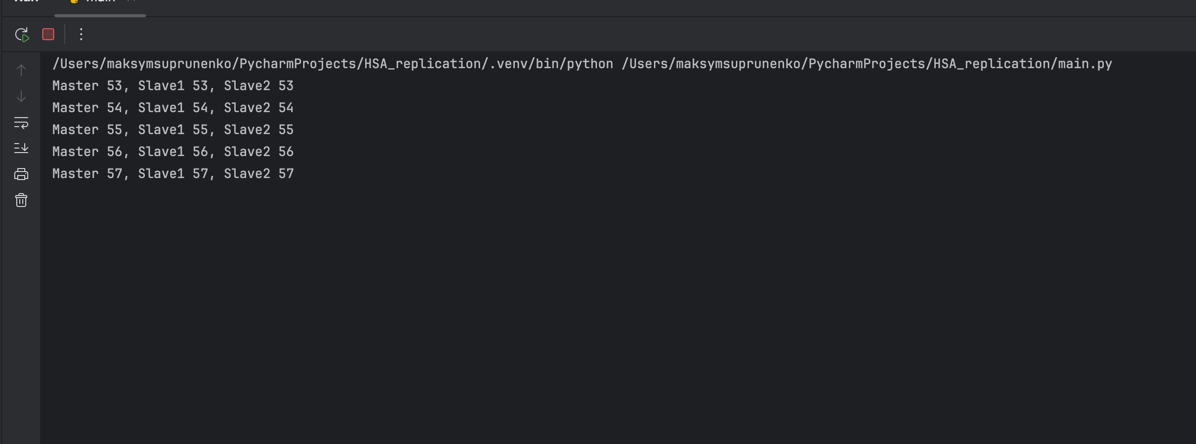 main
/Users/maksymsuprunenko/PycharmProjects/HSA_replication/.venv/bin/python /Users/maksymsuprunenko/PycharmProjects/HSA_replication/main.py
Master 53, Slave1 53, Slave2 53
Master 54, Slave1 54, Slave2 54
Master 55, Slave1 55, Slave2 55
Master 56, Slave1 56, Slave2 56
Master 57, Slave1 57, Slave2 57